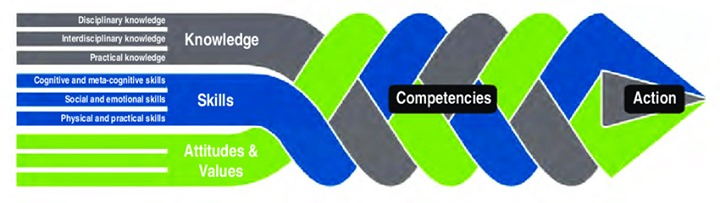 Disciplinary knowledge
Interdisciplinary knowledge
Practical knowledge
Knowledge
Cognitive and meta-cognitive skills
Social and emotional skills
Physical and practical skills
Skills
Attitudes &
Values
Competencies
Action